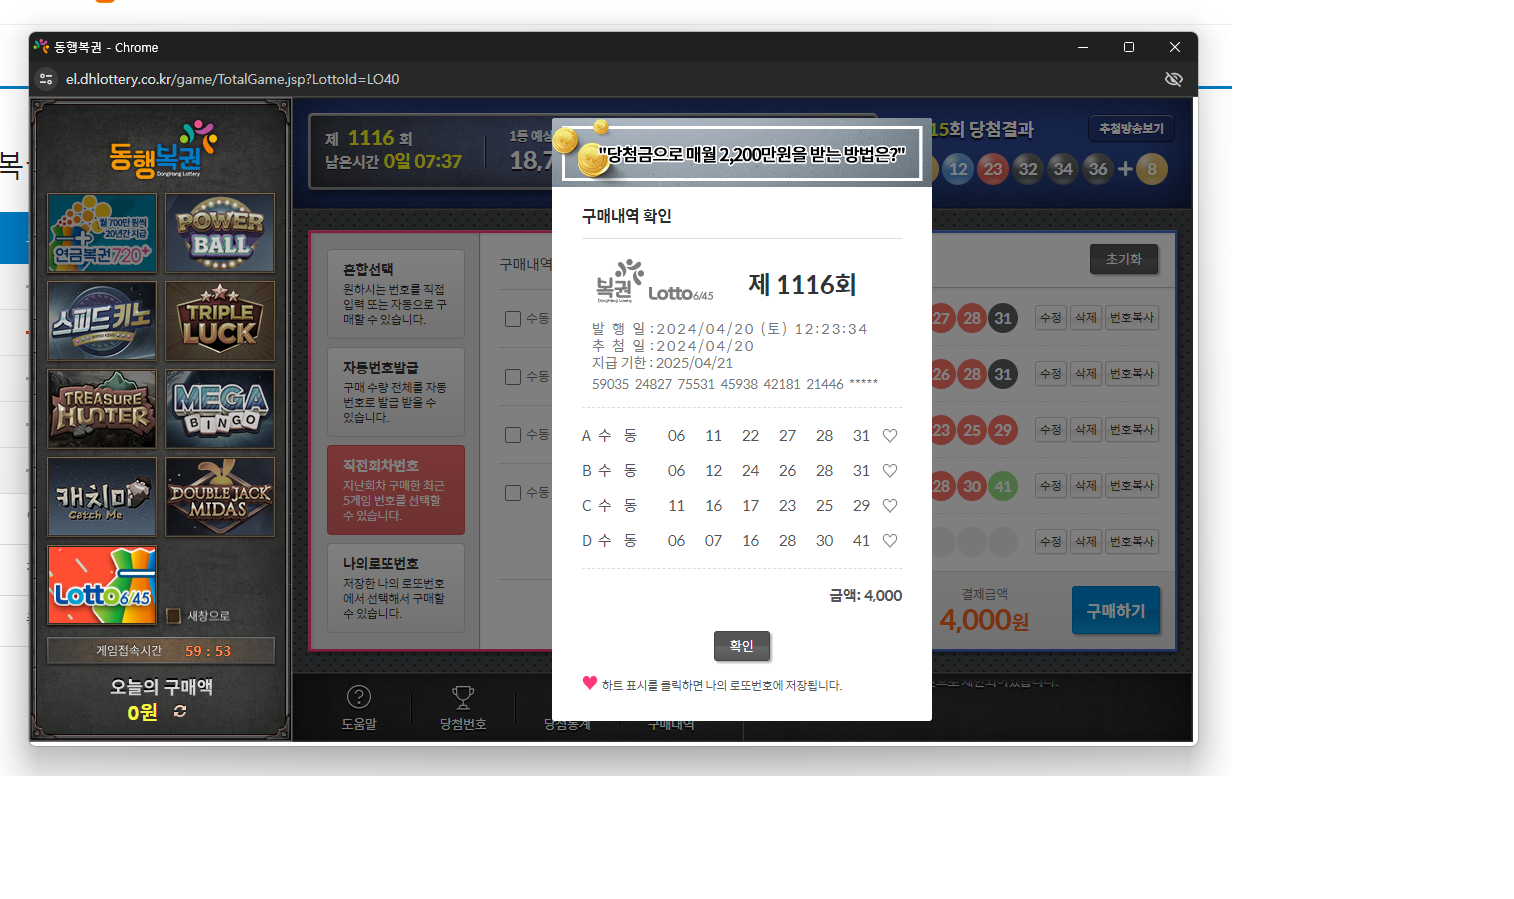 동행복권 - Chrome
el.dhlottery.co.kr/game/TotalGame.jsp?LottoId=LO40
동행복권
DongHang Lottery
월 700만 원씩
20년간 지급
연금복권720+
POWER
BALL
스피드키노
TRIPLE
LUCK
TREASURE
HUNTER
MEGA
BINGO
캐치미
Catch Me
DOUBLE JACK
MIDAS
Lotto 6/45
새창으로
게임접속시간 59 : 53
오늘의 구매액
0원
제 1116 회
남은시간 0일 07:37
1등 예상
18,7
15회 당첨결과
추첨방송보기
12 23 32 34 36 + 8
혼합선택
원하시는 번호를 직접
입력 또는 자동으로 구
매할 수 있습니다.
자동번호발급
구매 수량 전체를 자동
번호로 발급 받을 수
있습니다.
직전회차번호
지난회차 구매한 최근
5게임 번호를 선택할
수 있습니다.
나의로또번호
저장한 나의 로또번호
에서 선택해서 구매할
수 있습니다.
구매내역
수동
수동
수동
수동
"당첨금으로 매월 2,200만원을 받는 방법은?"
구매내역 확인
복권 Lotto 6/45
DongHang Lottery
제 1116회
발 행 일 : 2024/04/20 (토) 12:23:34
추 첨 일 : 2024/04/20
지급 기한 : 2025/04/21
59035 24827 75531 45938 42181 21446 *****
A 수 동 06 11 22 27 28 31
B 수 동 06 12 24 26 28 31
C 수 동 11 16 17 23 25 29
D 수 동 06 07 16 28 30 41
금액: 4,000
확인
하트 표시를 클릭하면 나의 로또번호에 저장됩니다.
초기화
27 28 31 수정 삭제 번호복사
26 28 31 수정 삭제 번호복사
23 25 29 수정 삭제 번호복사
28 30 41 수정 삭제 번호복사
수정 삭제 번호복사
결제금액
4,000원
구매하기
도움말
당첨번호
당첨통계
구매내역